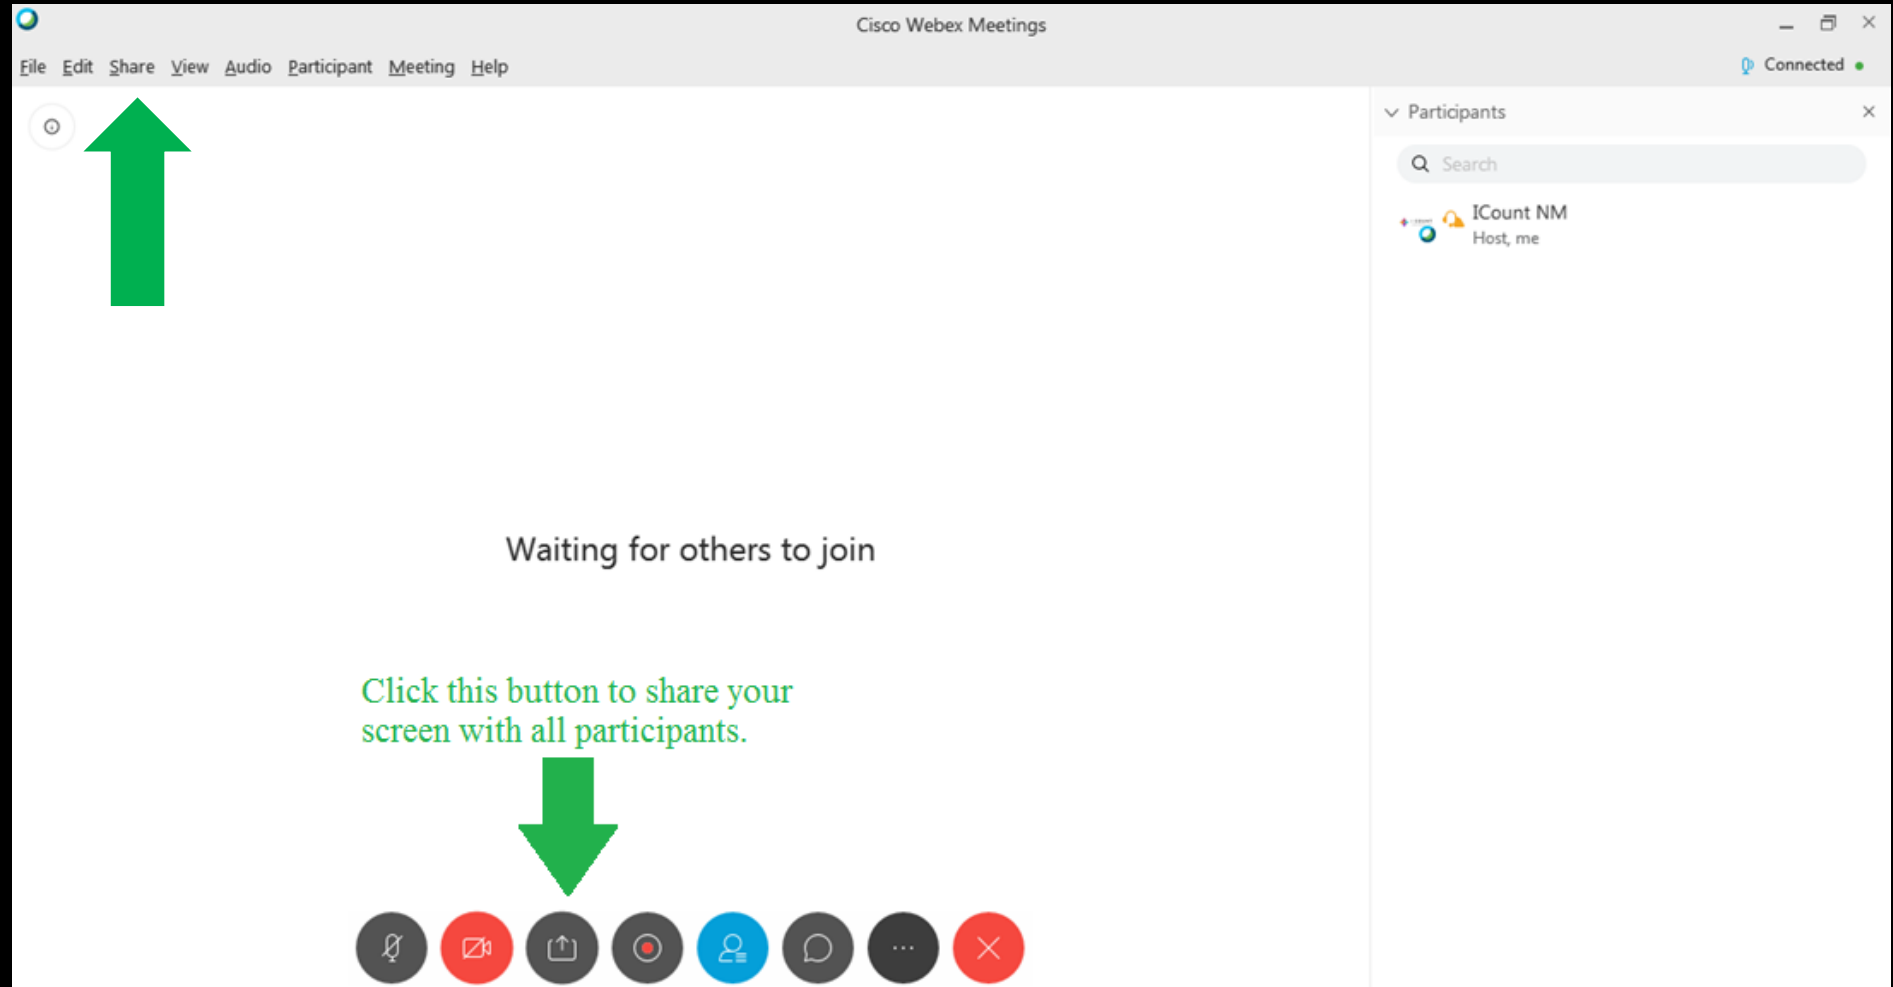 Cisco Webex Meetings
File Edit Share View Audio Participant Meeting Help
Connected
Participants
Search
ICount NM
Host, me
Waiting for others to join
Click this button to share your
screen with all participants.